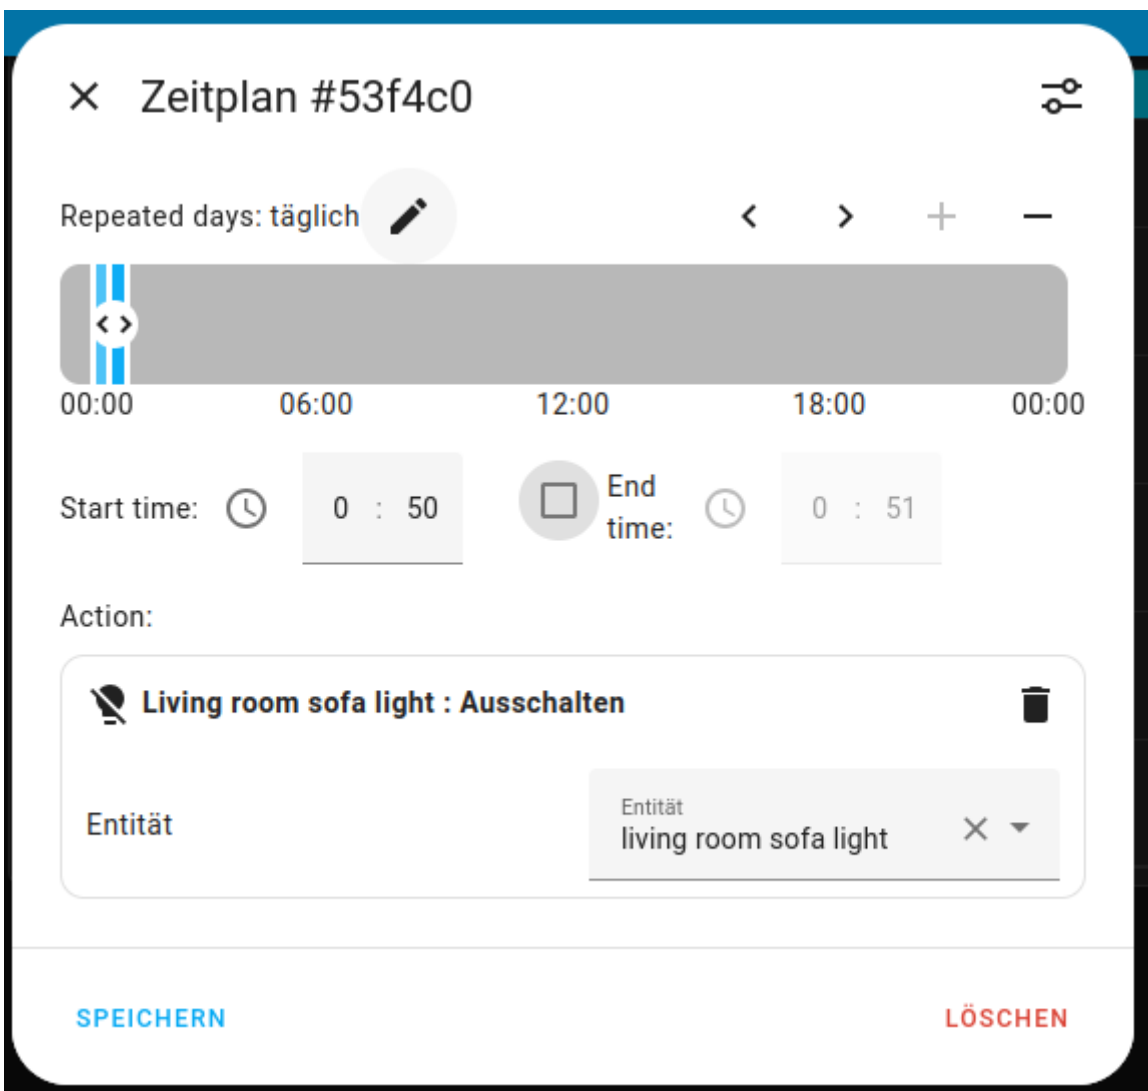 Zeitplan #53f4c0
Repeated days: täglich
00:00 06:00 12:00 18:00 00:00
Start time: 0 : 50 End time: 0 : 51
Action:
Living room sofa light : Ausschalten
Entität
Entität
living room sofa light
SPEICHERN LÖSCHEN